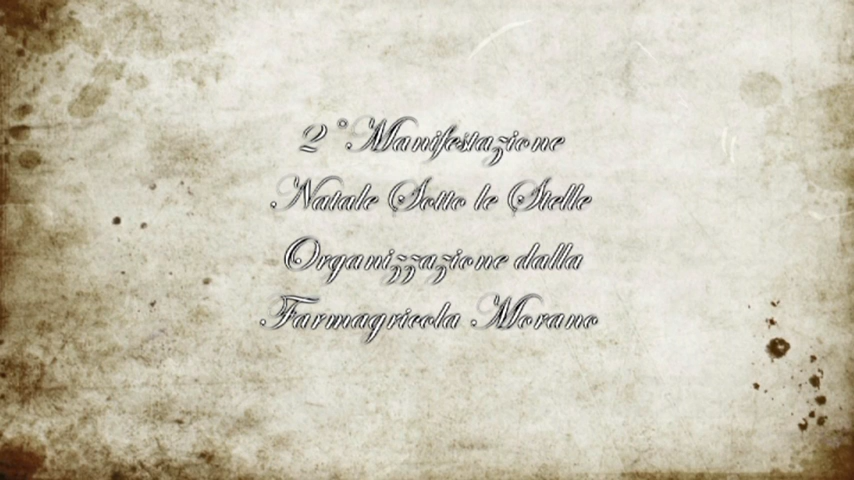 2° Manifestazione
Natale Sotto le Stelle
Organizzazione dalla
Farmagricola Morano